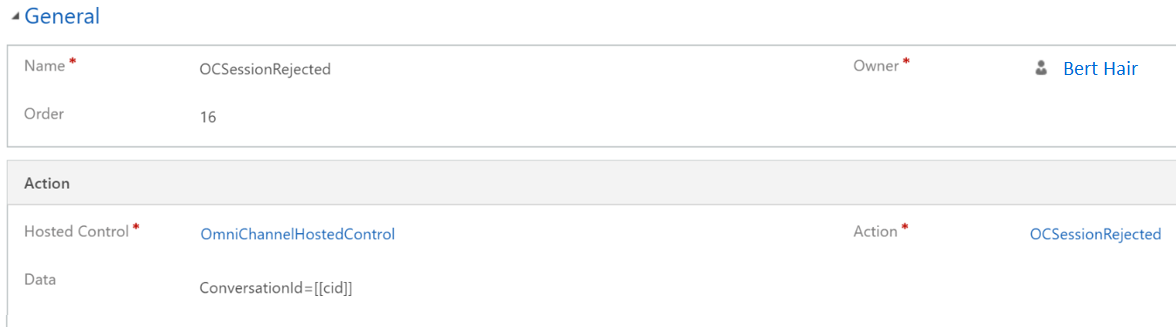 General
Name * OCSessionRejected Owner * Bert Hair
Order 16
Action
Hosted Control * OmniChannelHostedControl Action * OCSessionRejected
Data ConversationId=[[cid]]